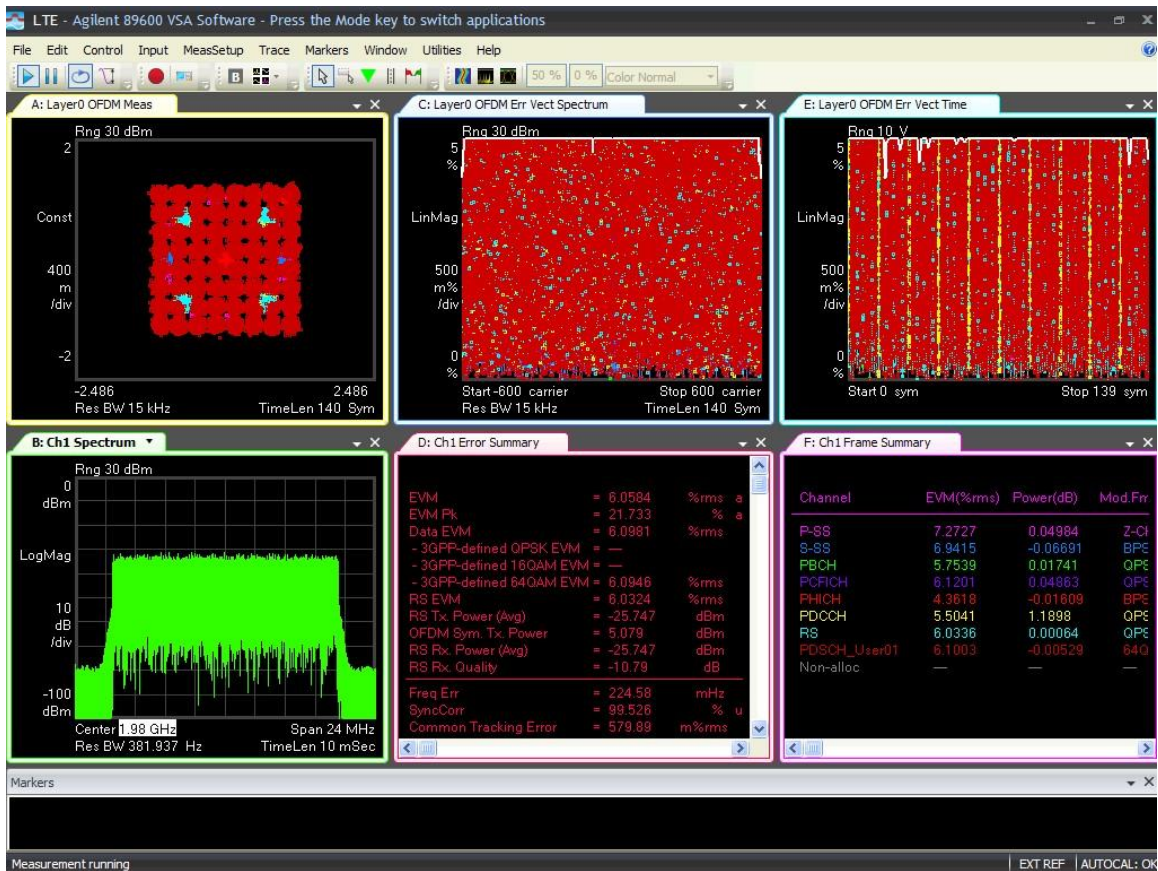 LTE - Agilent 89600 VSA Software - Press the Mode key to switch applications
File Edit Control Input MeasSetup Trace Markers Window Utilities Help
B 50 % 0 % Color Normal
A: Layer0 OFDM Meas
Rng 30 dBm
2
Const
400
m
/div
-2
-2.486 2.486
Res BW 15 kHz TimeLen 140 Sym
C: Layer0 OFDM Err Vect Spectrum
Rng 30 dBm
5
%
LinMag
500
m%
/div
0
%
Start -600 carrier Stop 600 carrier
Res BW 15 kHz TimeLen 140 Sym
E: Layer0 OFDM Err Vect Time
Rng 10 V
5
%
LinMag
500
m%
/div
0
%
Start 0 sym Stop 139 sym
B: Ch1 Spectrum
Rng 30 dBm
0
dBm
LogMag
10
dB
/div
-100
dBm
Center 1.98 GHz Span 24 MHz
Res BW 381.937 Hz TimeLen 10 mSec
D: Ch1 Error Summary
EVM = 6.0584 %rms a
EVM Pk = 21.733 % a
Data EVM = 6.0981 %rms
- 3GPP-defined QPSK EVM = —
- 3GPP-defined 16QAM EVM = —
- 3GPP-defined 64QAM EVM = 6.0946 %rms
RS EVM = 6.0324 %rms
RS Tx. Power (Avg) = -25.747 dBm
OFDM Sym. Tx. Power = 5.079 dBm
RS Rx. Power (Avg) = -25.747 dBm
RS Rx. Quality = -10.79 dB
Freq Err = 224.58 mHz
SyncCorr = 99.526 % u
Common Tracking Error = 579.89 m%rms
F: Ch1 Frame Summary
Channel EVM(%rms) Power(dB) Mod.Fm
P-SS 7.2727 0.04984 Z-Cl
S-SS 6.9415 -0.06691 BPS
PBCH 5.7539 0.01741 QPS
PCFICH 6.1201 0.04863 QPS
PHICH 4.3618 -0.01609 BPS
PDCCH 5.5041 1.1898 QPS
RS 6.0336 0.00064 QPS
PDSCH_User01 6.1003 -0.00529 64Q
Non-alloc — — —
Markers
Measurement running EXT REF AUTOCAL: OK